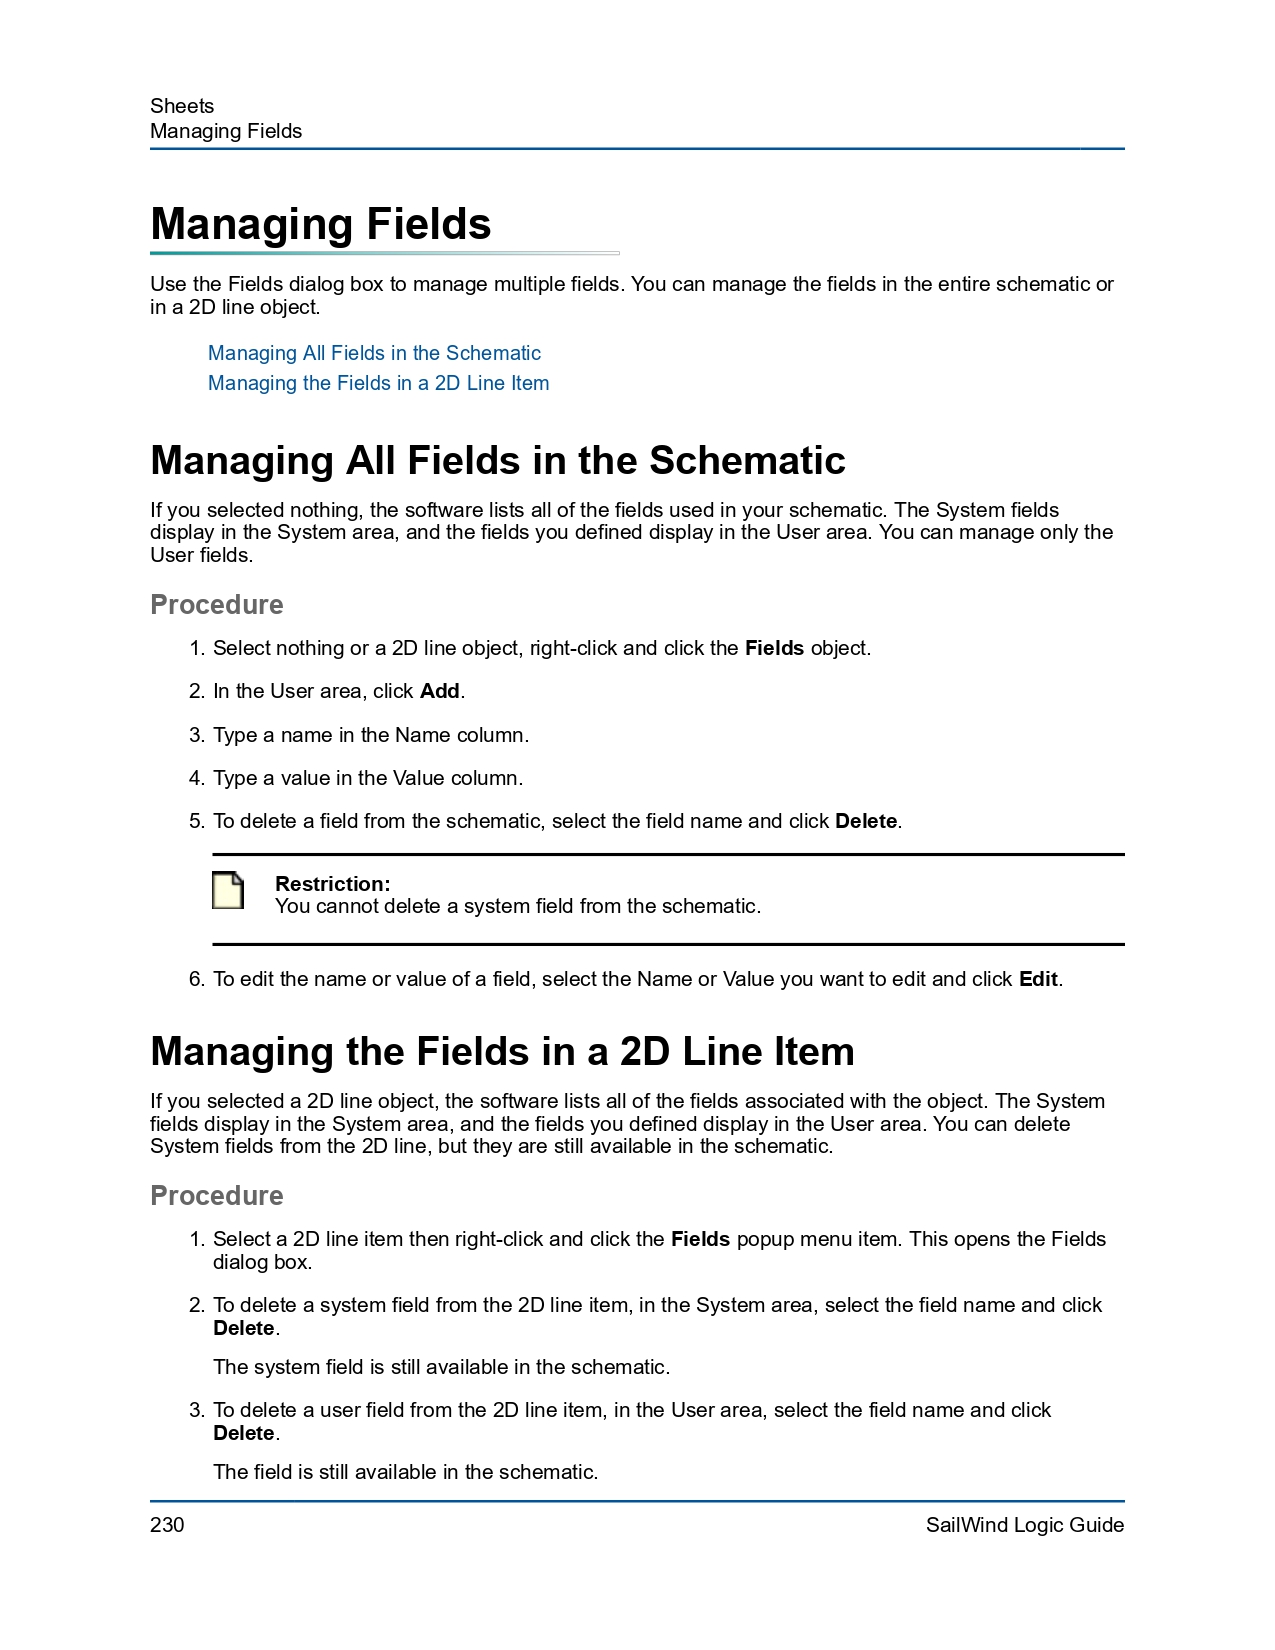 Sheets
Managing Fields
Managing Fields
Use the Fields dialog box to manage multiple fields. You can manage the fields in the entire schematic or
in a 2D line object.
Managing All Fields in the Schematic
Managing the Fields in a 2D Line Item
Managing All Fields in the Schematic
If you selected nothing, the software lists all of the fields used in your schematic. The System fields
display in the System area, and the fields you defined display in the User area. You can manage only the
User fields.
Procedure
1. Select nothing or a 2D line object, right-click and click the Fields object.
2. In the User area, click Add.
3. Type a name in the Name column.
4. Type a value in the Value column.
5. To delete a field from the schematic, select the field name and click Delete.
Restriction:
You cannot delete a system field from the schematic.
6. To edit the name or value of a field, select the Name or Value you want to edit and click Edit.
Managing the Fields in a 2D Line Item
If you selected a 2D line object, the software lists all of the fields associated with the object. The System
fields display in the System area, and the fields you defined display in the User area. You can delete
System fields from the 2D line, but they are still available in the schematic.
Procedure
1. Select a 2D line item then right-click and click the Fields popup menu item. This opens the Fields
dialog box.
2. To delete a system field from the 2D line item, in the System area, select the field name and click
Delete.
The system field is still available in the schematic.
3. To delete a user field from the 2D line item, in the User area, select the field name and click
Delete.
The field is still available in the schematic.
230
SailWind Logic Guide